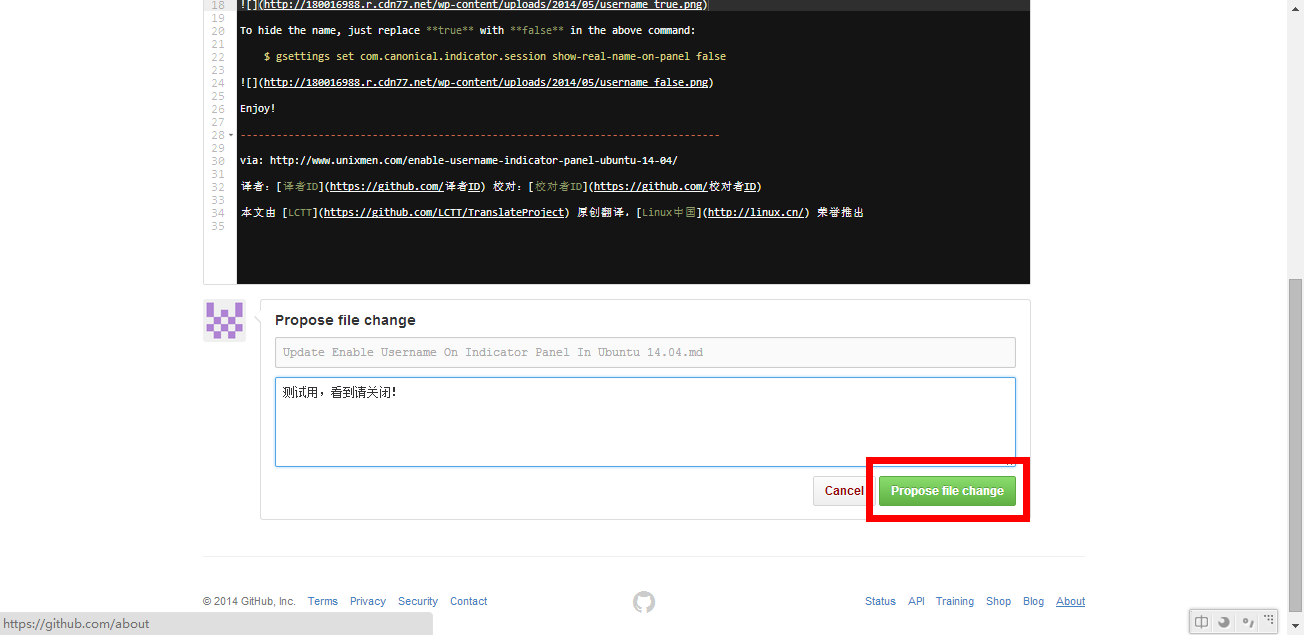 18 ![](http://180016988.r.cdn77.net/wp-content/uploads/2014/05/username_true.png)
19
20 To hide the name, just replace **true** with **false** in the above command:
21
22 $ gsettings set com.canonical.indicator.session show-real-name-on-panel false
23
24 ![](http://180016988.r.cdn77.net/wp-content/uploads/2014/05/username_false.png)
25
26 Enjoy!
27
28 --------------------------------------------------------------------------------
29
30 via: http://www.unixmen.com/enable-username-indicator-panel-ubuntu-14-04/
31
32 译者：[译者ID](https://github.com/译者ID) 校对：[校对者ID](https://github.com/校对者ID)
33
34 本文由 [LCTT](https://github.com/LCTT/TranslateProject) 原创翻译，[Linux中国](http://linux.cn/) 荣誉推出
35
Propose file change
Update Enable Username On Indicator Panel In Ubuntu 14.04.md
测试用，看到请关闭！
Cancel Propose file change
© 2014 GitHub, Inc. Terms Privacy Security Contact Status API Training Shop Blog About
https://github.com/about
中